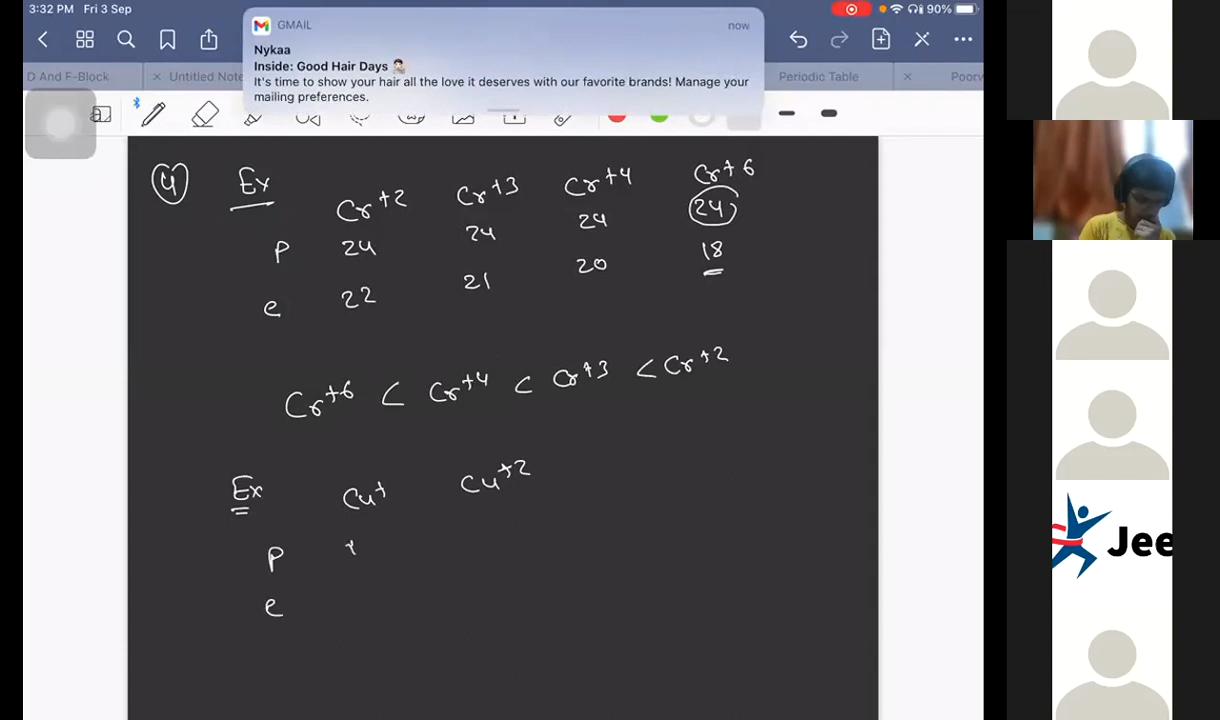 3:32 PM Fri 3 Sep
90%
GMAIL
now
Nykaa
Inside: Good Hair Days
It's time to show your hair all the love it deserves with our favorite brands! Manage your
mailing preferences.
D And F-Block
Untitled Note
Periodic Table
Poorv
4 Ex Cr+2 Cr+3 Cr+4 Cr+6
p 24 24 24 24
e 22 21 20 18
Cr+6 < Cr+4 < Cr+3 < Cr+2
Ex Cu+ Cu+2
p
e
Jee